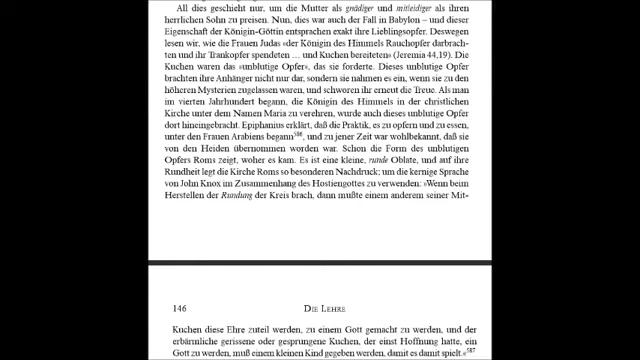 All dies geschieht nur, um die Mutter als gnädiger und mitleidiger als ihren
herrlichen Sohn zu preisen. Nun, dies war auch der Fall in Babylon – und dieser
Eigenschaft der Königin-Göttin entsprachen exakt ihre Lieblingsopfer. Deswegen
lesen wir, wie die Frauen Judas »der Königin des Himmels Rauchopfer darbrach-
ten und ihr Trankopfer spendeten … und Kuchen bereiteten« (Jeremia 44,19). Die
Kuchen waren das »unblutige Opfer«, das sie forderte. Dieses unblutige Opfer
brachten ihre Anhänger nicht nur dar, sondern sie nahmen es ein, wenn sie zu den
höheren Mysterien zugelassen waren, und schworen ihr erneut die Treue. Als man
im vierten Jahrhundert begann, die Königin des Himmels in der christlichen
Kirche unter dem Namen Maria zu verehren, wurde auch dieses unblutige Opfer
dort hineingebracht. Epiphanius erklärt, daß die Praktik, es zu opfern und zu essen,
unter den Frauen Arabiens begann586, und zu jener Zeit war wohlbekannt, daß sie
von den Heiden übernommen worden war. Schon die Form des unblutigen
Opfers Roms zeigt, woher es kam. Es ist eine kleine, runde Oblate, und auf ihre
Rundheit legt die Kirche Roms so besonderen Nachdruck; um die kernige Sprache
von John Knox im Zusammenhang des Hostiengottes zu verwenden: »Wenn beim
Herstellen der Rundung der Kreis brach, dann mußte einem anderem seiner Mit-
146 DIE LEHRE
Kuchen diese Ehre zuteil werden, zu einem Gott gemacht zu werden, und der
erbärmliche gerissene oder gesprungene Kuchen, der einst Hoffnung hatte, ein
Gott zu werden, muß einem kleinen Kind gegeben werden, damit es damit spielt.«587